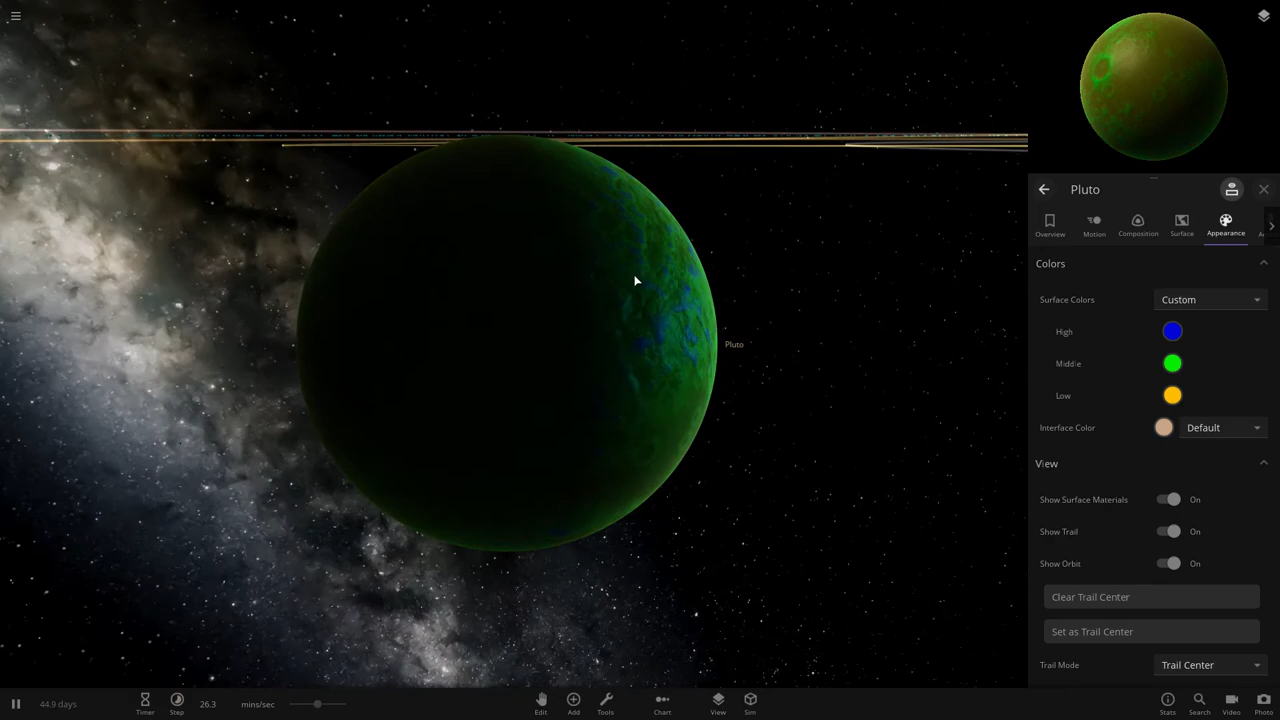 Pluto
Overview
Motion
Composition
Surface
Appearance
Colors
Surface Colors Custom
High
Middle
Low
Interface Color Default
View
Show Surface Materials On
Show Trail On
Show Orbit On
Clear Trail Center
Set as Trail Center
Trail Mode Trail Center
Pluto
44.9 days
Timer
Step
26.3 mins/sec
Edit
Add
Tools
Chart
View
Sim
Stats
Search
Video
Photo